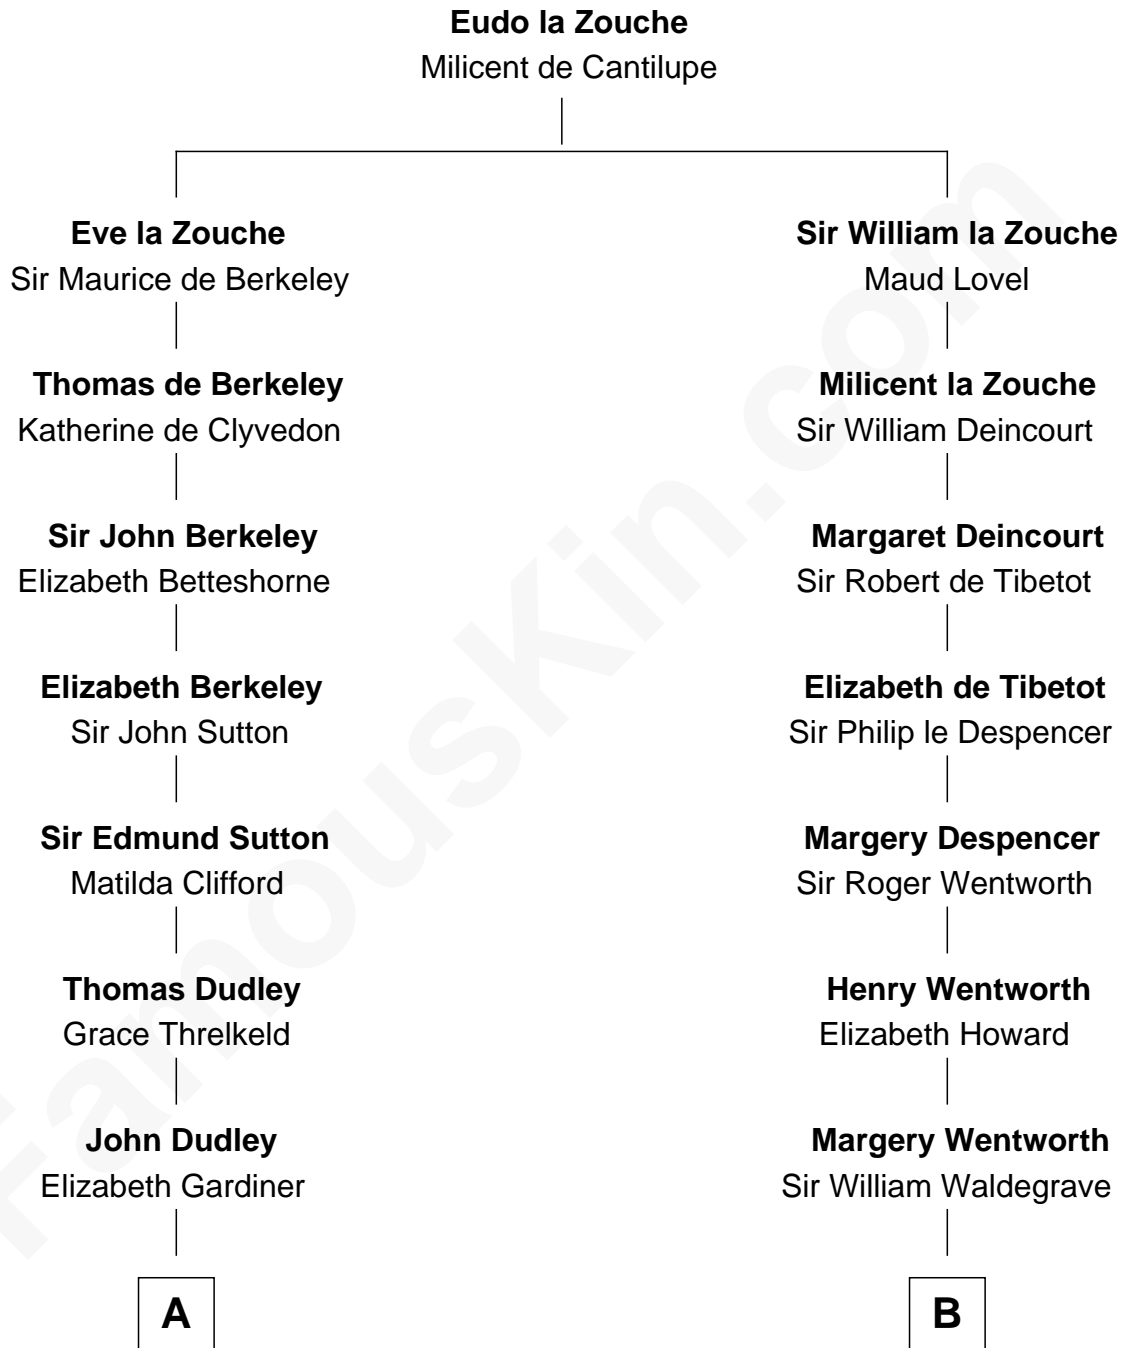 Eudo la Zouche
Milicent de Cantilupe
Eve la Zouche
Sir Maurice de Berkeley
Sir William la Zouche
Maud Lovel
Thomas de Berkeley
Katherine de Clyvedon
Milicent la Zouche
Sir William Deincourt
Sir John Berkeley
Elizabeth Betteshorne
Margaret Deincourt
Sir Robert de Tibetot
Elizabeth Berkeley
Sir John Sutton
Elizabeth de Tibetot
Sir Philip le Despencer
Sir Edmund Sutton
Matilda Clifford
Margery Despencer
Sir Roger Wentworth
Thomas Dudley
Grace Threlkeld
Henry Wentworth
Elizabeth Howard
John Dudley
Elizabeth Gardiner
Margery Wentworth
Sir William Waldegrave
A
B
FamousKin.com